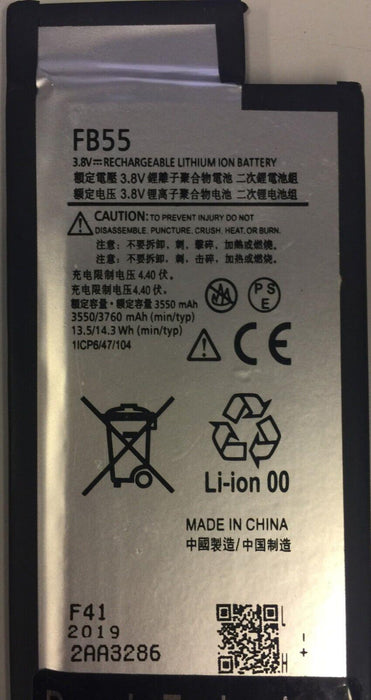 FB55
3.8V⎓RECHARGEABLE LITHIUM ION BATTERY
額定電壓 3.8V 鋰離子聚合物電池 二次鋰電池組
额定电压 3.8V 锂离子聚合物电池 二次锂电池组
CAUTION: TO PREVENT INJURY DO NOT
DISASSEMBLE, PUNCTURE, CRUSH, HEAT, OR BURN.
注意: 不要拆卸, 刺, 擊碎, 加熱或燃燒。
注意: 不要拆卸, 刺, 击碎, 加热或燃烧。
充电限制电压 4.40 伏。
充電限制電壓 4.40 伏。
額定容量・额定容量 3550 mAh
3550/3760 mAh (min/typ)
13.5/14.3 Wh (min/typ)
1ICP6/47/104
PS
E
CE
Li-ion 00
MADE IN CHINA
中國製造/中国制造
F41
2019
2AA3286
L
H
- +